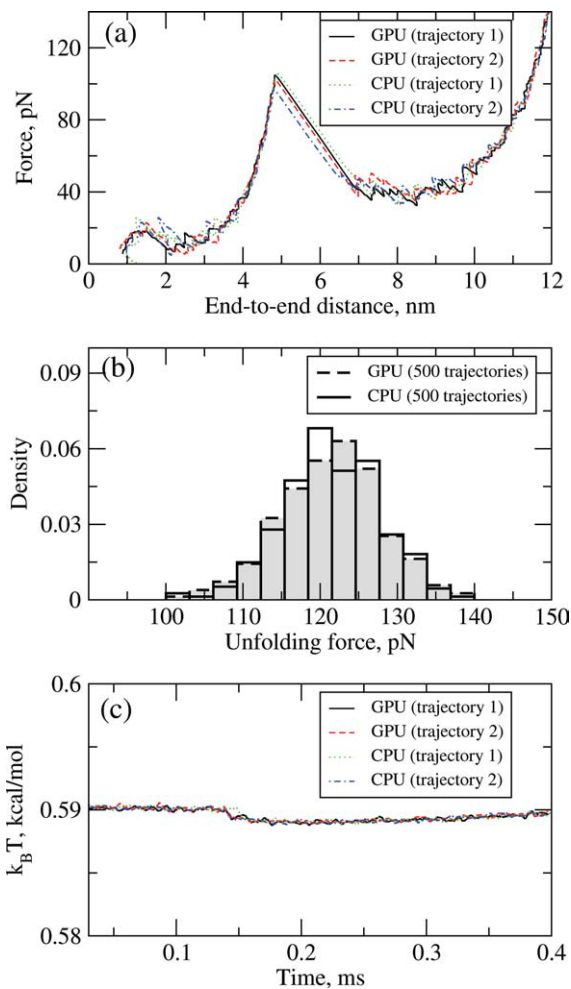 (a)
GPU (trajectory 1)
GPU (trajectory 2)
CPU (trajectory 1)
CPU (trajectory 2)
Force, pN
120
80
40
0
0 2 4 6 8 10 12
End-to-end distance, nm
(b)
GPU (500 trajectories)
CPU (500 trajectories)
Density
0.09
0.06
0.03
0
100 110 120 130 140 150
Unfolding force, pN
(c)
GPU (trajectory 1)
GPU (trajectory 2)
CPU (trajectory 1)
CPU (trajectory 2)
k_BT, kcal/mol
0.6
0.59
0.58
0.1 0.2 0.3 0.4
Time, ms